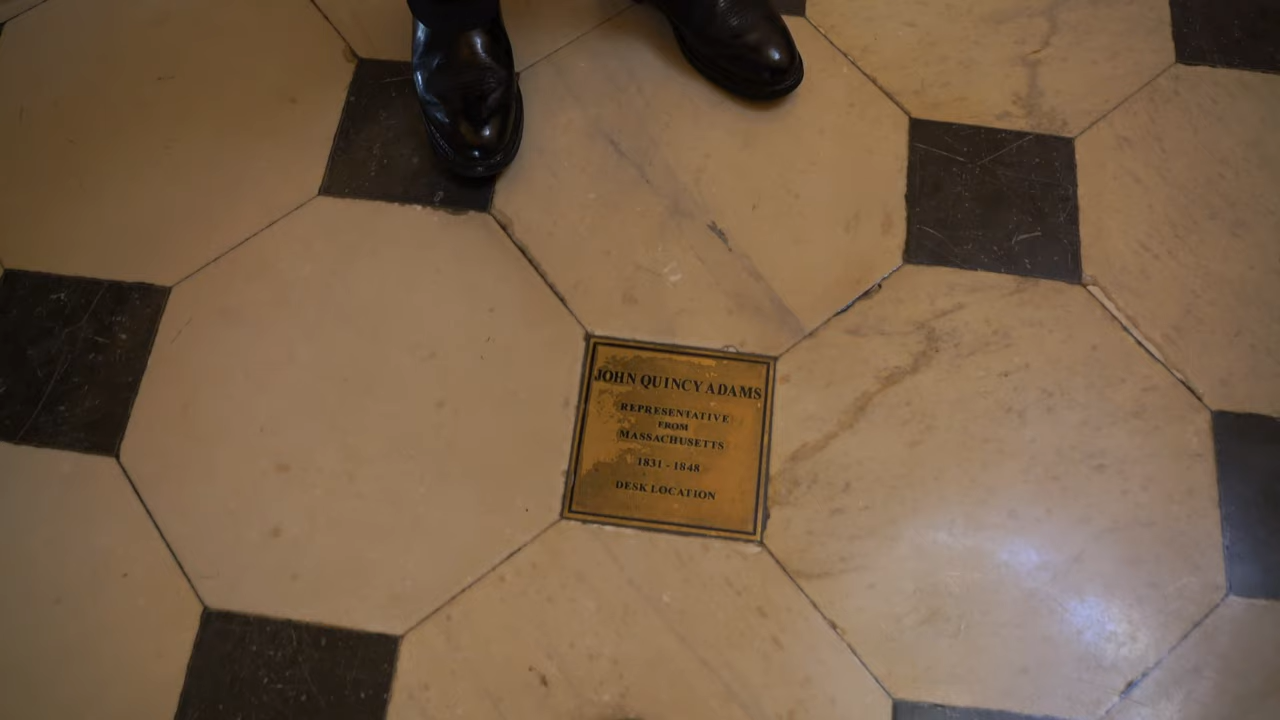 JOHN QUINCY ADAMS
REPRESENTATIVE
FROM
MASSACHUSETTS
1831 - 1848
DESK LOCATION